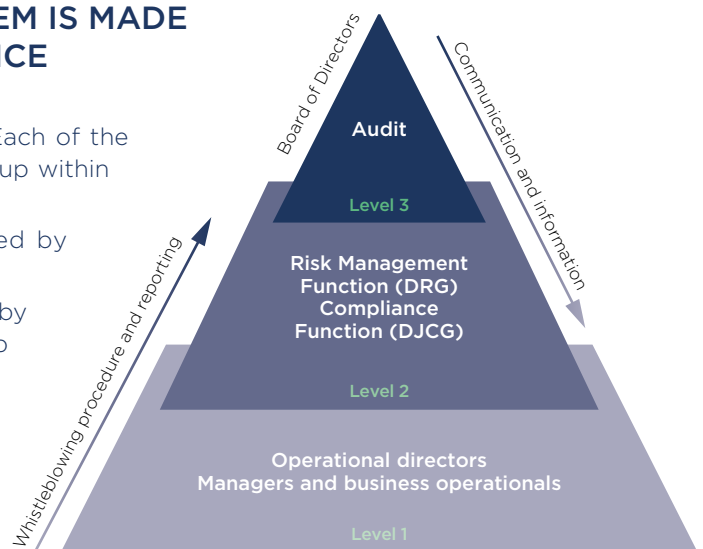 EM IS MADE
ICE
Each of the
up within
ed by
by
Board of Directors
Communication and information
Whistleblowing procedure and reporting
Audit
Level 3
Risk Management
Function (DRG)
Compliance
Function (DJCG)
Level 2
Operational directors
Managers and business operationals
Level 1